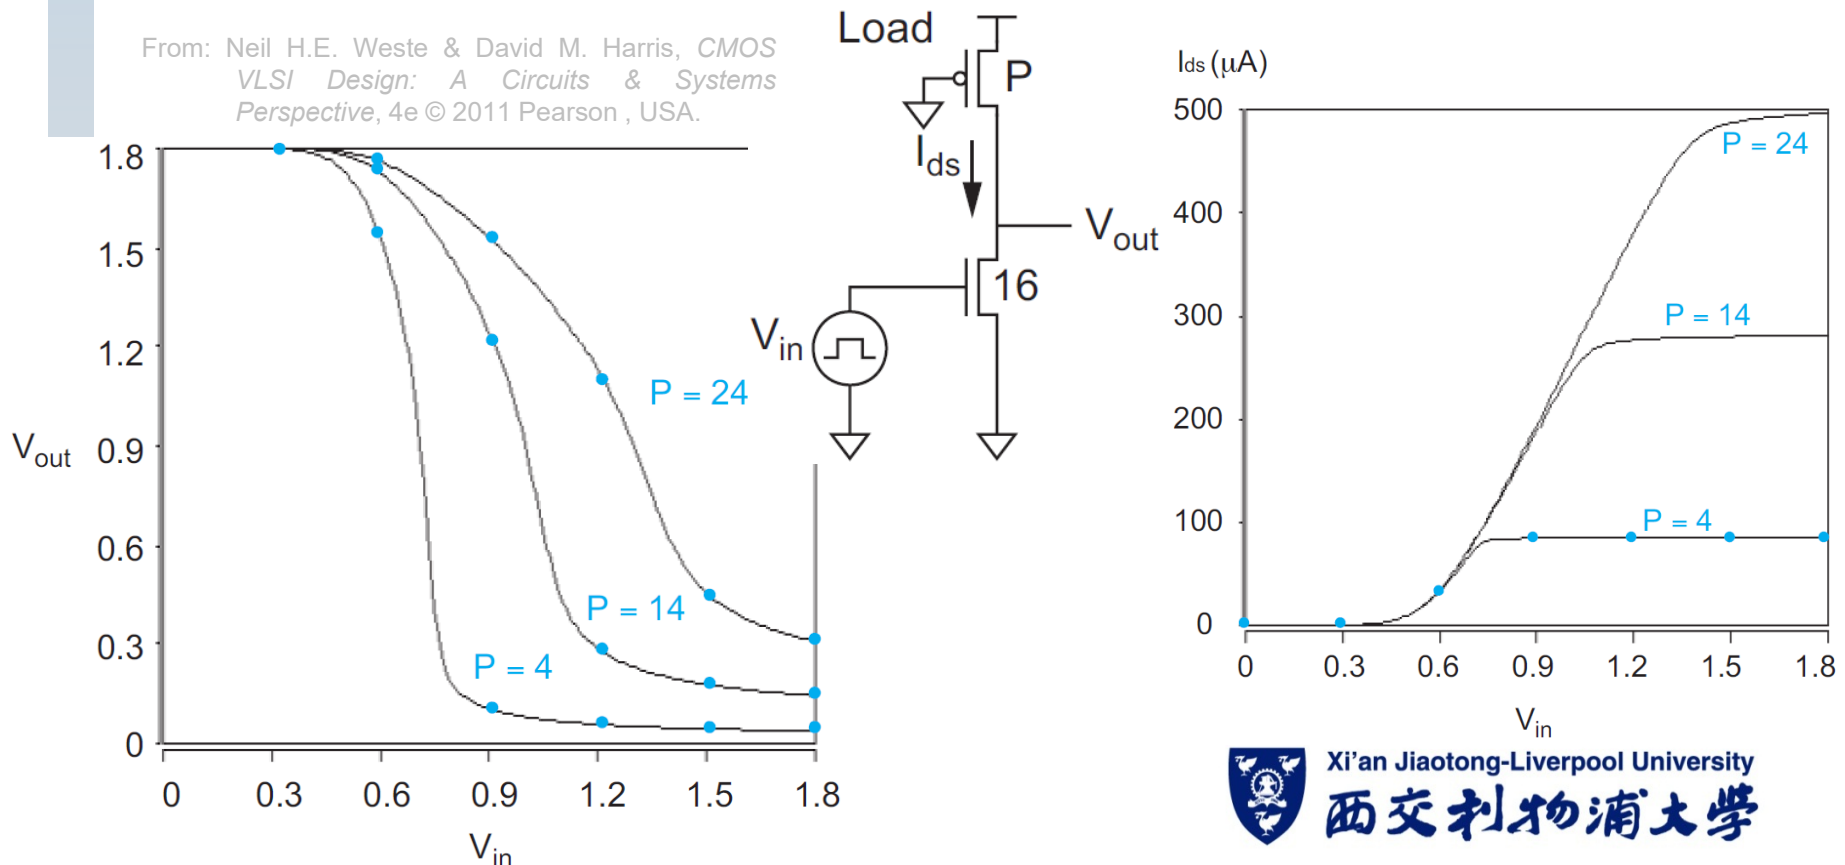 From: Neil H.E. Weste & David M. Harris, CMOS
VLSI Design: A Circuits & Systems
Perspective, 4e © 2011 Pearson , USA.
1.8
1.5
1.2
Vout
0.9
0.6
0.3
0
0 0.3 0.6 0.9 1.2 1.5 1.8
Vin
P = 24
P = 14
P = 4
Load
P
Ids
Vout
16
Vin
Ids (μA)
500
400
300
200
100
0
0 0.3 0.6 0.9 1.2 1.5 1.8
Vin
P = 24
P = 14
P = 4
Xi'an Jiaotong-Liverpool University
西交利物浦大學